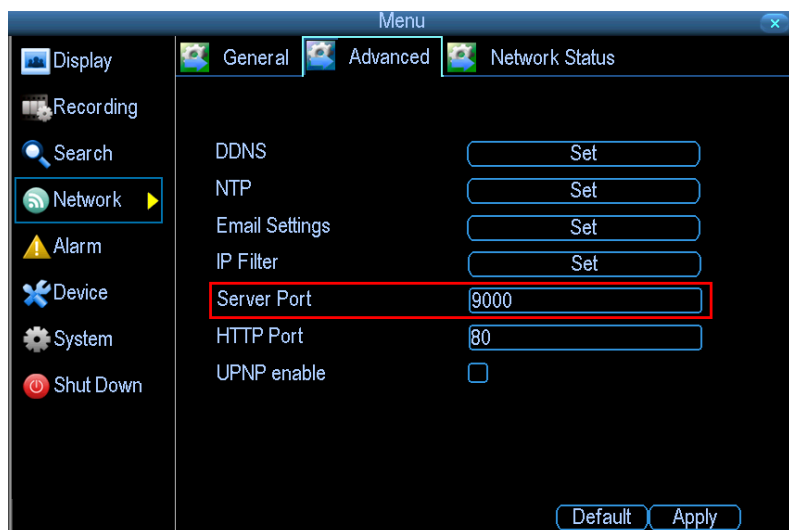 Menu
Display
Recording
Search
Network
Alarm
Device
System
Shut Down
General Advanced Network Status
DDNS Set
NTP Set
Email Settings Set
IP Filter Set
Server Port 9000
HTTP Port 80
UPNP enable
Default Apply